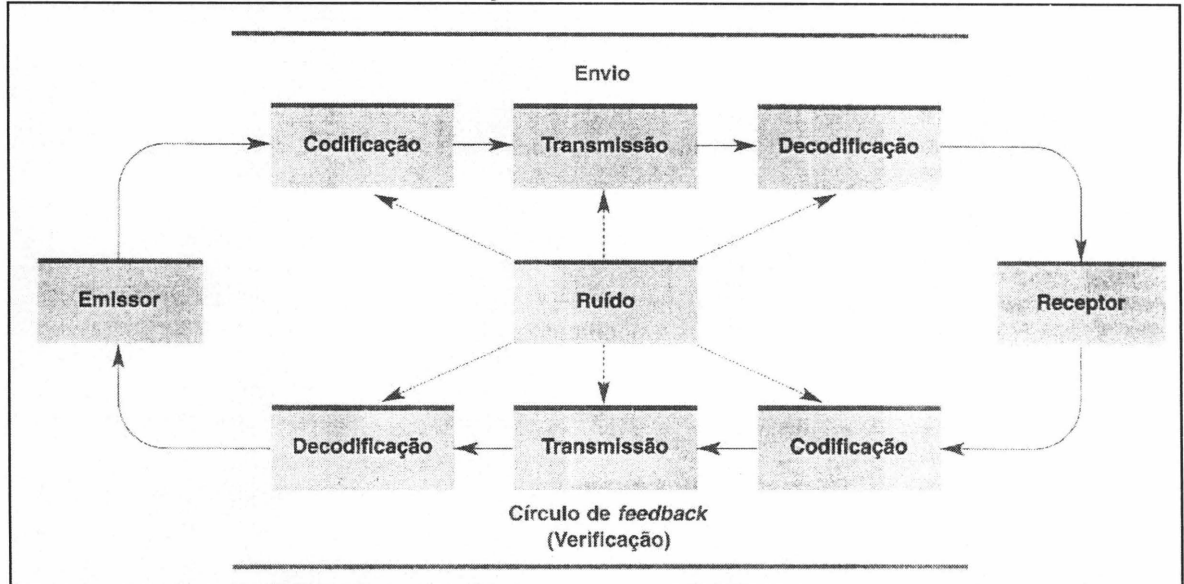 Envio
Codificação
Transmissão
Decodificação
Emissor
Ruído
Receptor
Decodificação
Transmissão
Codificação
Círculo de feedback
(Verificação)